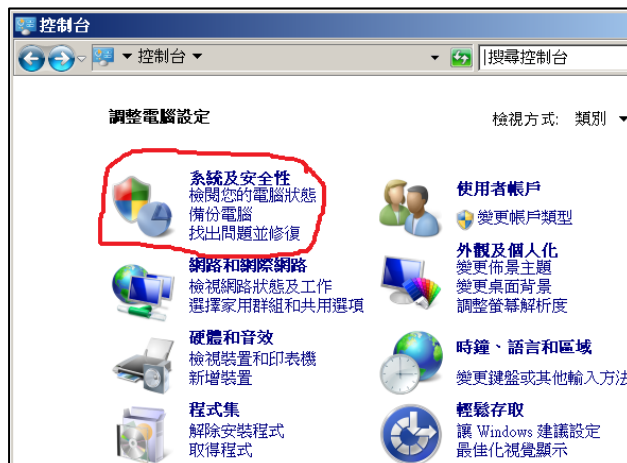 控制台
控制台
搜尋控制台
調整電腦設定
檢視方式: 類別
系統及安全性
檢閱您的電腦狀態
備份電腦
找出問題並修復
網路和網際網路
檢視網路狀態及工作
選擇家用群組和共用選項
硬體和音效
檢視裝置和印表機
新增裝置
程式集
解除安裝程式
取得程式
使用者帳戶
變更帳戶類型
外觀及個人化
變更佈景主題
變更桌面背景
調整螢幕解析度
時鐘、語言和區域
變更鍵盤或其他輸入方法
輕鬆存取
讓 Windows 建議設定
最佳化視覺顯示